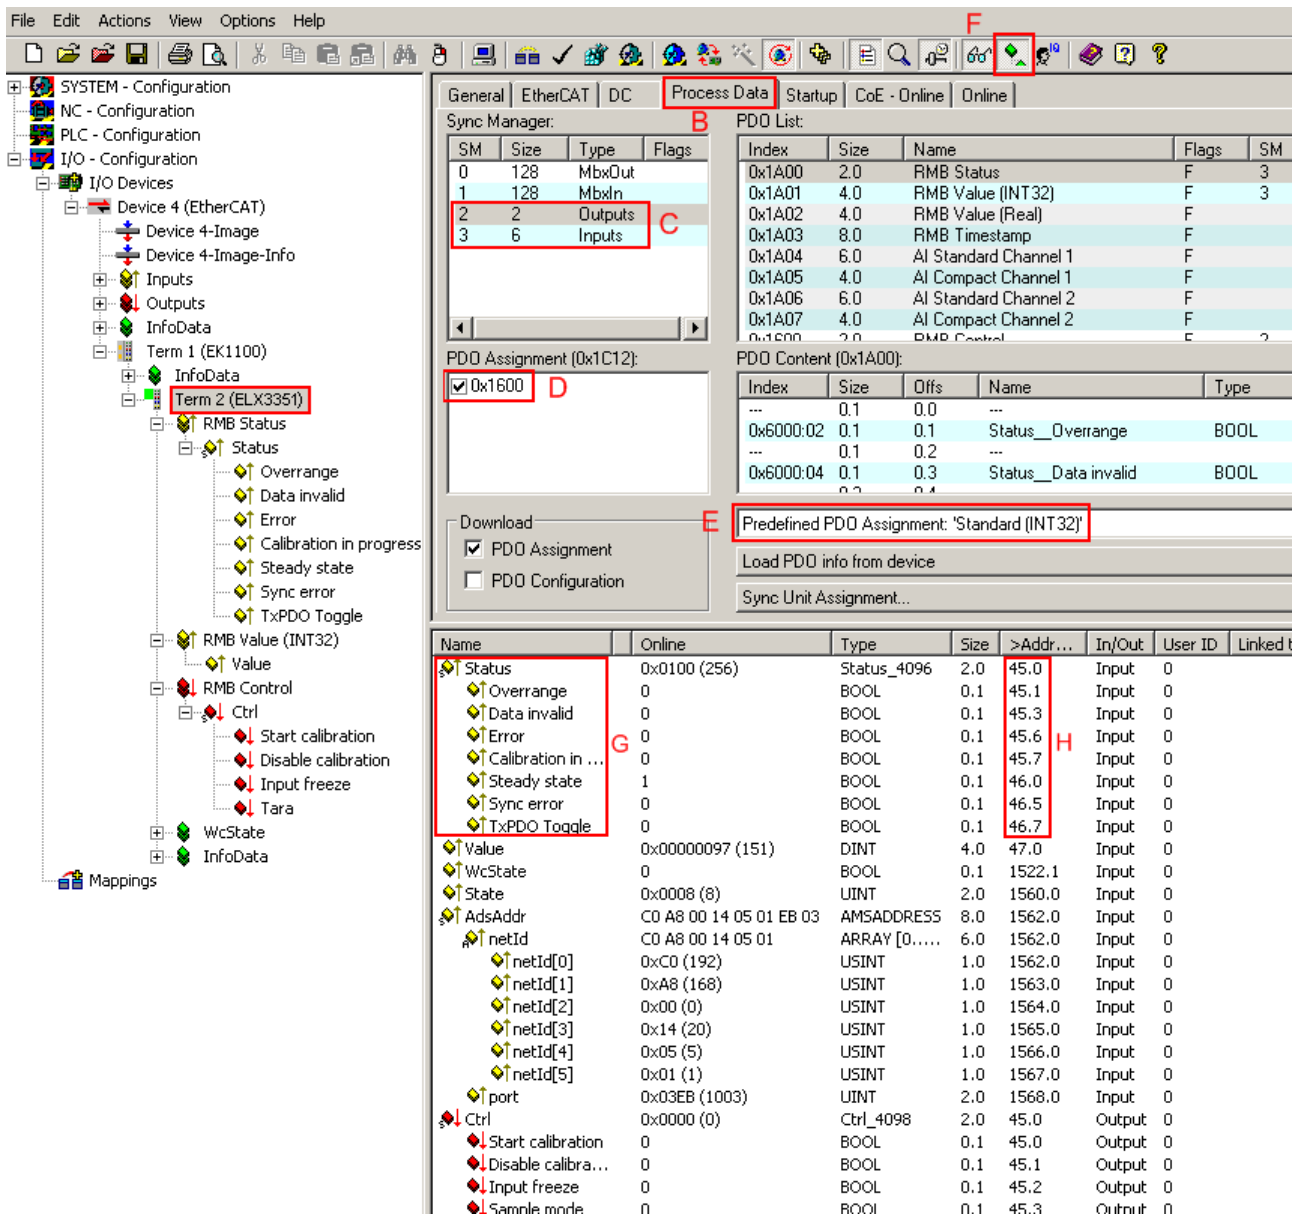 File Edit Actions View Options Help
F
SYSTEM - Configuration
NC - Configuration
PLC - Configuration
I/O - Configuration
I/O Devices
Device 4 (EtherCAT)
Device 4-Image
Device 4-Image-Info
Inputs
Outputs
InfoData
Term 1 (EK1100)
InfoData
Term 2 (ELX3351)
RMB Status
Status
Overrange
Data invalid
Error
Calibration in progress
Steady state
Sync error
TxPDO Toggle
RMB Value (INT32)
Value
RMB Control
Ctrl
Start calibration
Disable calibration
Input freeze
Tara
WcState
InfoData
Mappings
General EtherCAT DC Process Data Startup CoE - Online Online
B
Sync Manager:
SM Size Type Flags
0 128 MbxOut
1 128 MbxIn
2 2 Outputs
3 6 Inputs
C
PDO List:
Index Size Name Flags SM
0x1A00 2.0 RMB Status F 3
0x1A01 4.0 RMB Value (INT32) F 3
0x1A02 4.0 RMB Value (Real) F
0x1A03 8.0 RMB Timestamp F
0x1A04 6.0 AI Standard Channel 1 F
0x1A05 4.0 AI Compact Channel 1 F
0x1A06 6.0 AI Standard Channel 2 F
0x1A07 4.0 AI Compact Channel 2 F
0x1600 2.0 RMB Control F 2
PDO Assignment (0x1C12):
0x1600
D
PDO Content (0x1A00):
Index Size Offs Name Type
--- 0.1 0.0 ---
0x6000:02 0.1 0.1 Status__Overrange BOOL
--- 0.1 0.2 ---
0x6000:04 0.1 0.3 Status__Data invalid BOOL
Download
PDO Assignment
PDO Configuration
E
Predefined PDO Assignment: 'Standard (INT32)'
Load PDO info from device
Sync Unit Assignment...
Name Online Type Size >Addr... In/Out User ID Linked t
Status 0x0100 (256) Status_4096 2.0 45.0 Input 0
Overrange 0 BOOL 0.1 45.1 Input 0
Data invalid 0 BOOL 0.1 45.3 Input 0
Error 0 BOOL 0.1 45.6 Input 0
G
H
Calibration in ... 0 BOOL 0.1 45.7 Input 0
Steady state 1 BOOL 0.1 46.0 Input 0
Sync error 0 BOOL 0.1 46.5 Input 0
TxPDO Toggle 0 BOOL 0.1 46.7 Input 0
Value 0x00000097 (151) DINT 4.0 47.0 Input 0
WcState 0 BOOL 0.1 1522.1 Input 0
State 0x0008 (8) UINT 2.0 1560.0 Input 0
AdsAddr C0 A8 00 14 05 01 EB 03 AMSADDRESS 8.0 1562.0 Input 0
netId C0 A8 00 14 05 01 ARRAY [0..... 6.0 1562.0 Input 0
netId[0] 0xC0 (192) USINT 1.0 1562.0 Input 0
netId[1] 0xA8 (168) USINT 1.0 1563.0 Input 0
netId[2] 0x00 (0) USINT 1.0 1564.0 Input 0
netId[3] 0x14 (20) USINT 1.0 1565.0 Input 0
netId[4] 0x05 (5) USINT 1.0 1566.0 Input 0
netId[5] 0x01 (1) USINT 1.0 1567.0 Input 0
port 0x03EB (1003) UINT 2.0 1568.0 Input 0
Ctrl 0x0000 (0) Ctrl_4098 2.0 45.0 Output 0
Start calibration 0 BOOL 0.1 45.0 Output 0
Disable calibra... 0 BOOL 0.1 45.1 Output 0
Input freeze 0 BOOL 0.1 45.2 Output 0
Sample mode 0 BOOL 0.1 45.3 Output 0